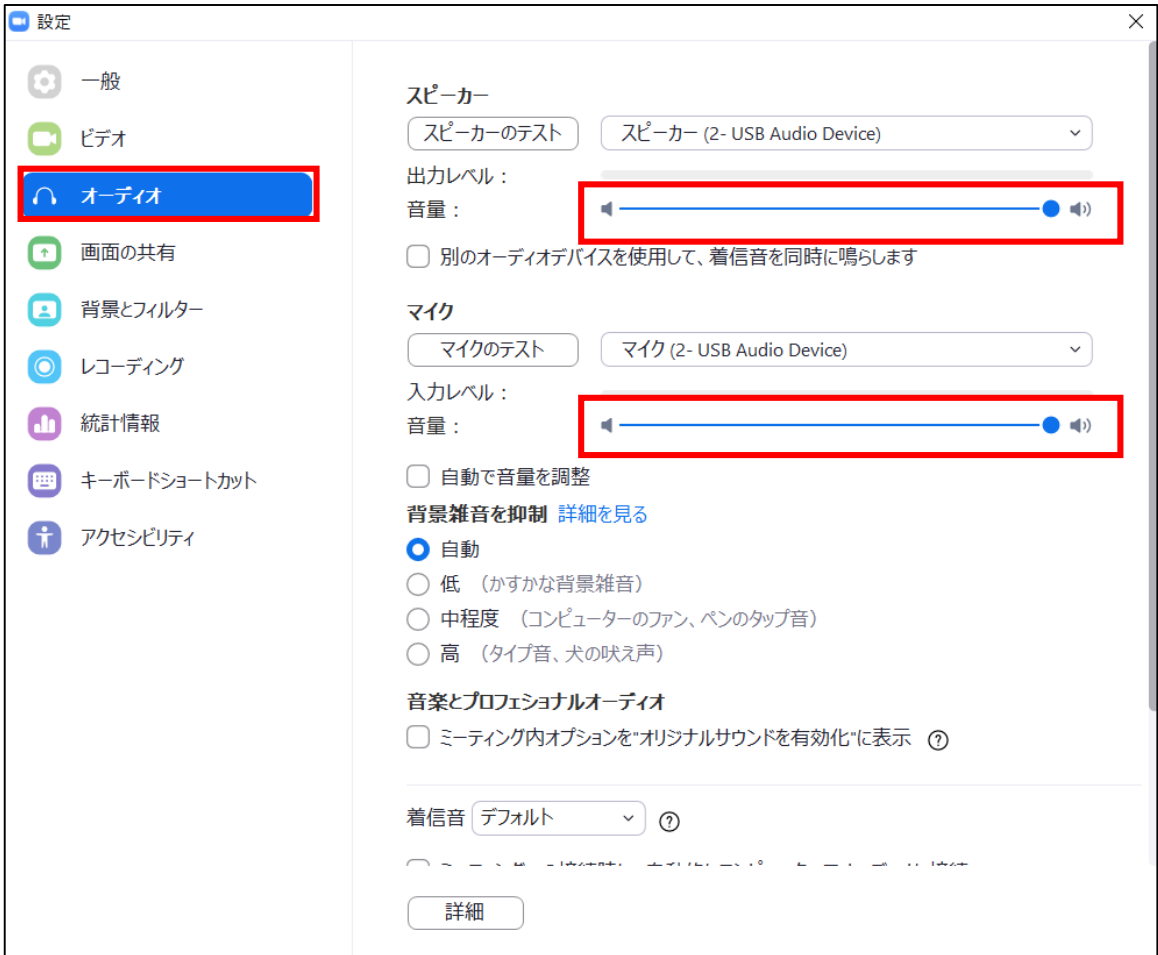 設定
一般
ビデオ
オーディオ
画面の共有
背景とフィルター
レコーディング
統計情報
キーボードショートカット
アクセシビリティ
スピーカー
スピーカーのテスト スピーカー (2- USB Audio Device)
出力レベル：
音量：
別のオーディオデバイスを使用して、着信音を同時に鳴らします
マイク
マイクのテスト マイク (2- USB Audio Device)
入力レベル：
音量：
自動で音量を調整
背景雑音を抑制 詳細を見る
自動
低 （かすかな背景雑音）
中程度 （コンピューターのファン、ペンのタップ音）
高 （タイプ音、犬の吠え声）
音楽とプロフェショナルオーディオ
ミーティング内オプションを"オリジナルサウンドを有効化"に表示
着信音 デフォルト
詳細